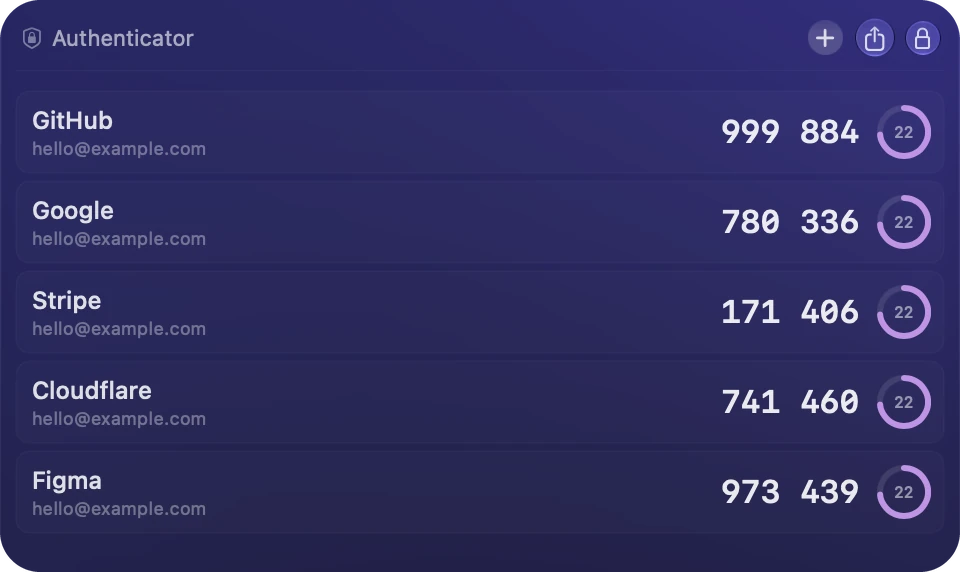 Authenticator
GitHub
hello@example.com
999 884
22
Google
hello@example.com
780 336
22
Stripe
hello@example.com
171 406
22
Cloudflare
hello@example.com
741 460
22
Figma
hello@example.com
973 439
22